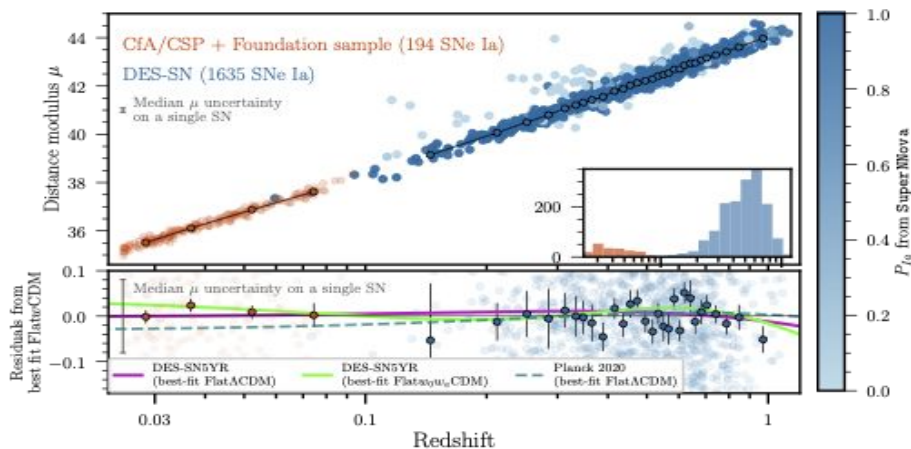 44
42
40
38
36
Distance modulus μ
CfA/CSP + Foundation sample (194 SNe Ia)
DES-SN (1635 SNe Ia)
Median μ uncertainty
on a single SN
200
0
1.0
0.8
0.6
0.4
0.2
0.0
P_Ia from SuperNNova
0.1
0.0
−0.1
Residuals from
best fit FlatwCDM
Median μ uncertainty on a single SN
DES-SN5YR
(best-fit FlatΛCDM)
DES-SN5YR
(best-fit Flatw₀wₐCDM)
Planck 2020
(best-fit FlatΛCDM)
0.03
0.1
1
Redshift